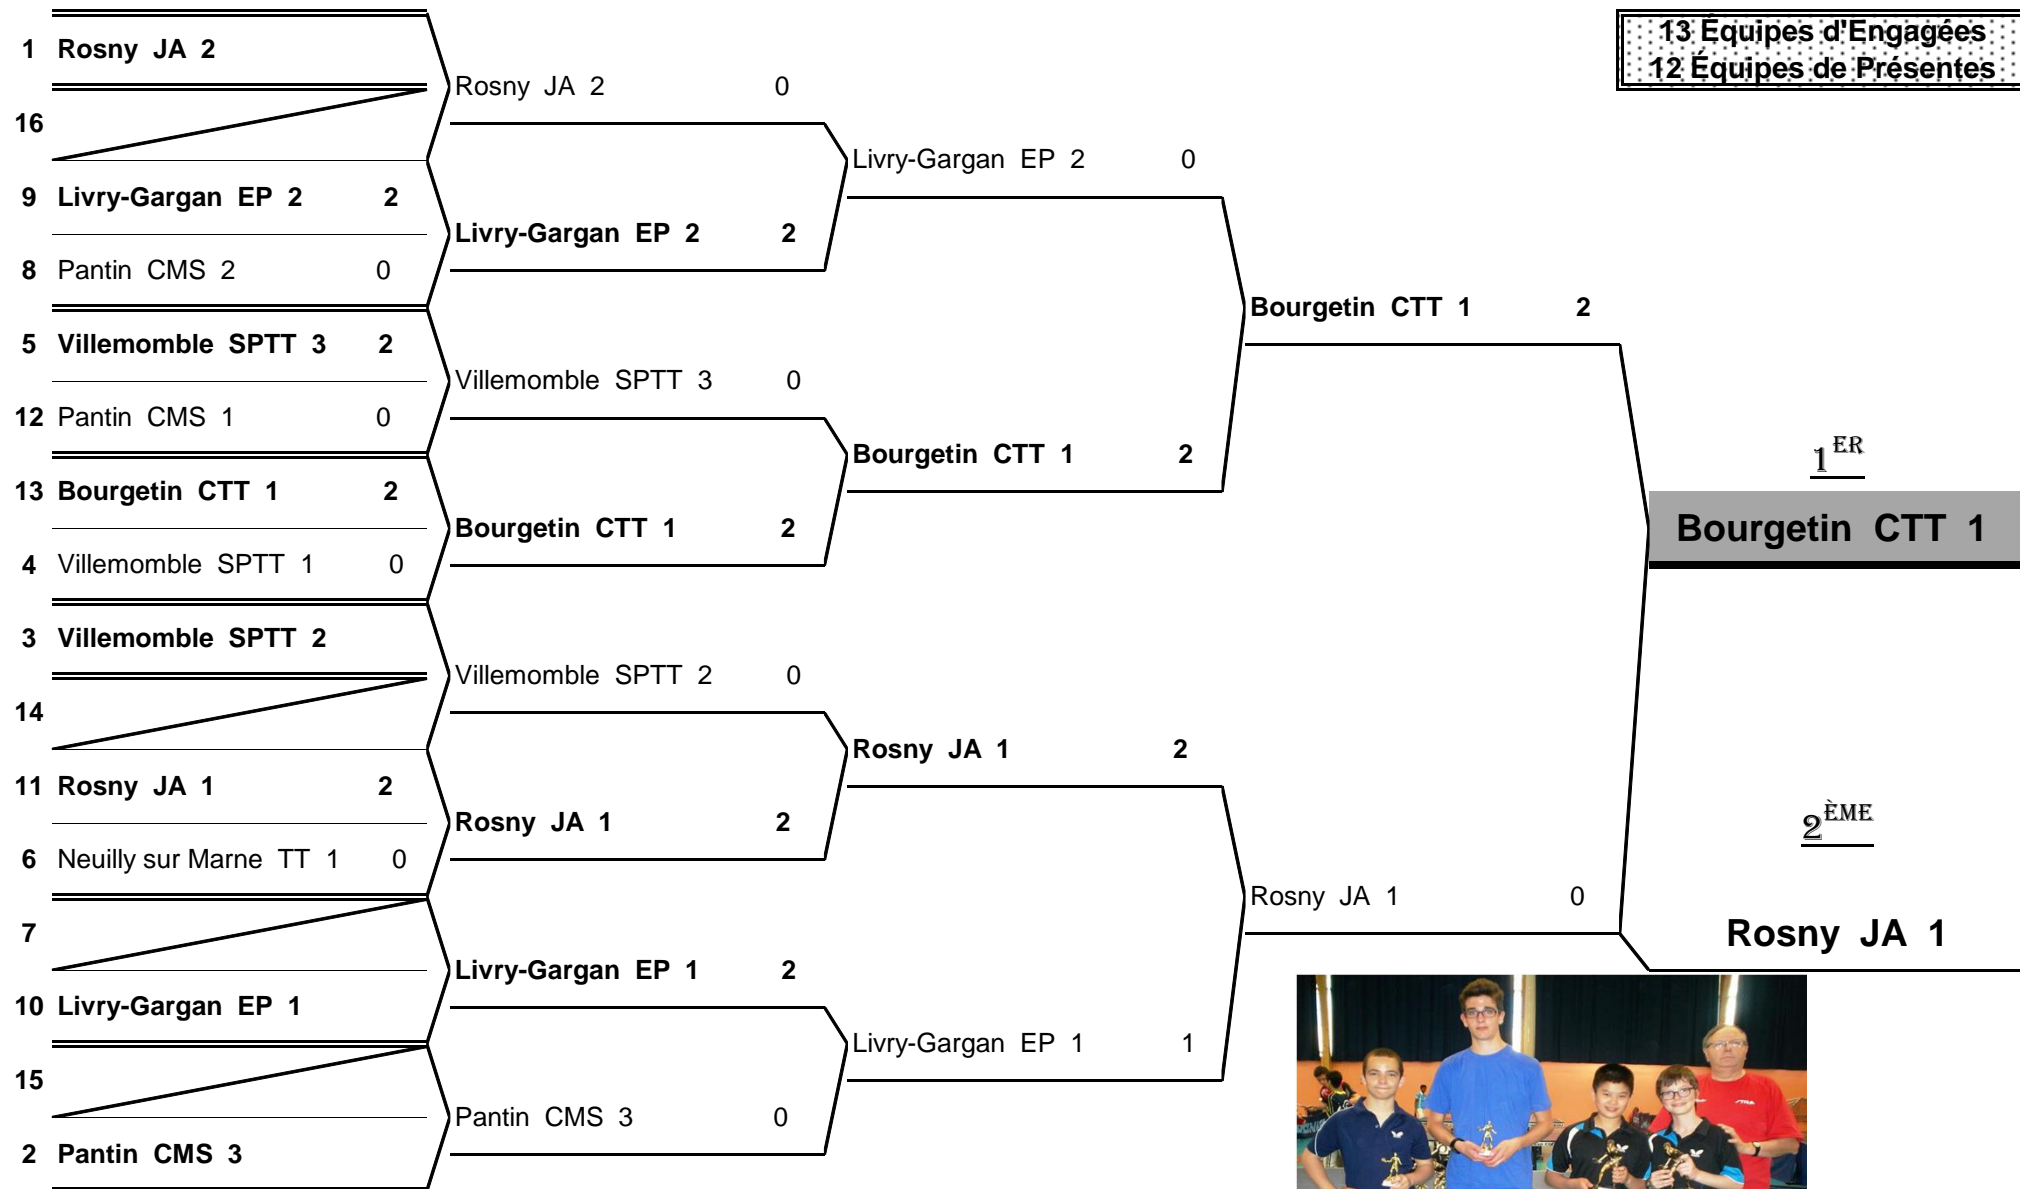 13 Équipes d'Engagées
12 Équipes de Présentes
1 Rosny JA 2
16
9 Livry-Gargan EP 2 2
8 Pantin CMS 2 0
5 Villemomble SPTT 3 2
12 Pantin CMS 1 0
13 Bourgetin CTT 1 2
4 Villemomble SPTT 1 0
3 Villemomble SPTT 2
14
11 Rosny JA 1 2
6 Neuilly sur Marne TT 1 0
7
10 Livry-Gargan EP 1
15
2 Pantin CMS 3
Rosny JA 2 0
Livry-Gargan EP 2 2
Villemomble SPTT 3 0
Bourgetin CTT 1 2
Villemomble SPTT 2 0
Rosny JA 1 2
Livry-Gargan EP 1 2
Pantin CMS 3 0
Livry-Gargan EP 2 0
Bourgetin CTT 1 2
Rosny JA 1 2
Livry-Gargan EP 1 1
Bourgetin CTT 1 2
Rosny JA 1 0
1ER
Bourgetin CTT 1
2ÈME
Rosny JA 1